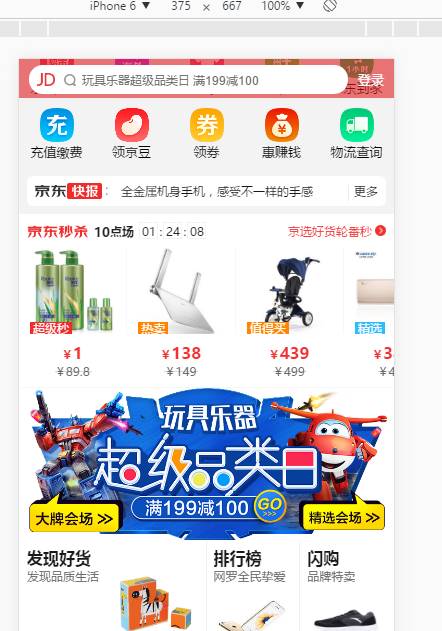 iPhone 6 ▼ 375 × 667 100% ▼
JD 玩具乐器超级品类日 满199减100 登录
东到家
充 券 ¥
充值缴费 领京豆 领券 惠赚钱 物流查询
京东快报 : 全金属机身手机，感受不一样的手感 更多
京东秒杀 10点场 01 : 24 : 08 京选好货轮番秒
超级秒 热卖 值得买 精选
¥1 ¥138 ¥439 ¥3
¥89.8 ¥149 ¥499 ¥4
玩具乐器
超级品类日
满199减100 GO >>>
大牌会场 >> 精选会场 >>
发现好货 排行榜 闪购
发现品质生活 网罗全民挚爱 品牌特卖